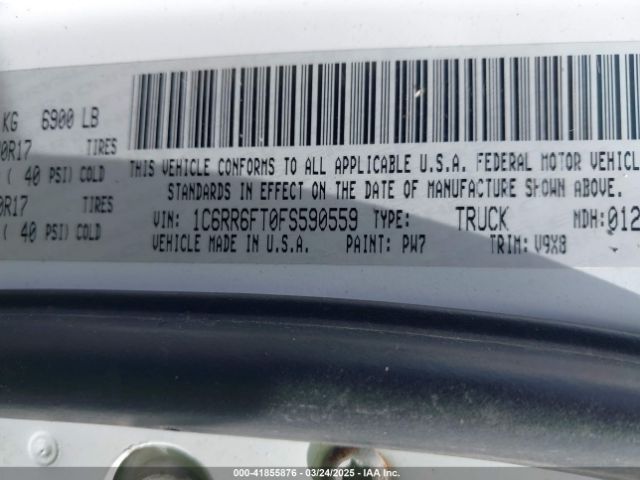 KG 6900 LB
0R17 TIRES
( 40 PSI) COLD
0R17 TIRES
( 40 PSI) COLD
THIS VEHICLE CONFORMS TO ALL APPLICABLE U.S.A. FEDERAL MOTOR VEHICL
STANDARDS IN EFFECT ON THE DATE OF MANUFACTURE SHOWN ABOVE.
VIN: 1C6RR6FT0FS590559 TYPE: TRUCK MDH: 012
VEHICLE MADE IN U.S.A. PAINT: PW7 TRIM: V9X8
000-41855876 - 03/24/2025 - IAA Inc.